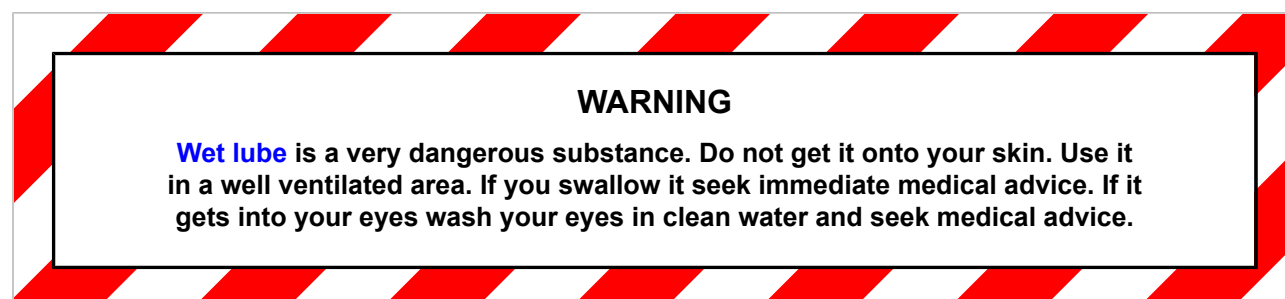 WARNING
Wet lube is a very dangerous substance. Do not get it onto your skin. Use it
in a well ventilated area. If you swallow it seek immediate medical advice. If it
gets into your eyes wash your eyes in clean water and seek medical advice.